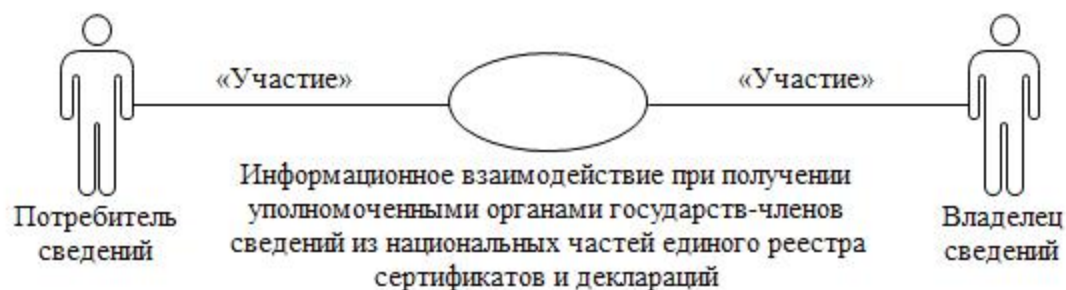 «Участие»
«Участие»
Информационное взаимодействие при получении
уполномоченными органами государств-членов
сведений из национальных частей единого реестра
сертификатов и деклараций
Потребитель
сведений
Владелец
сведений